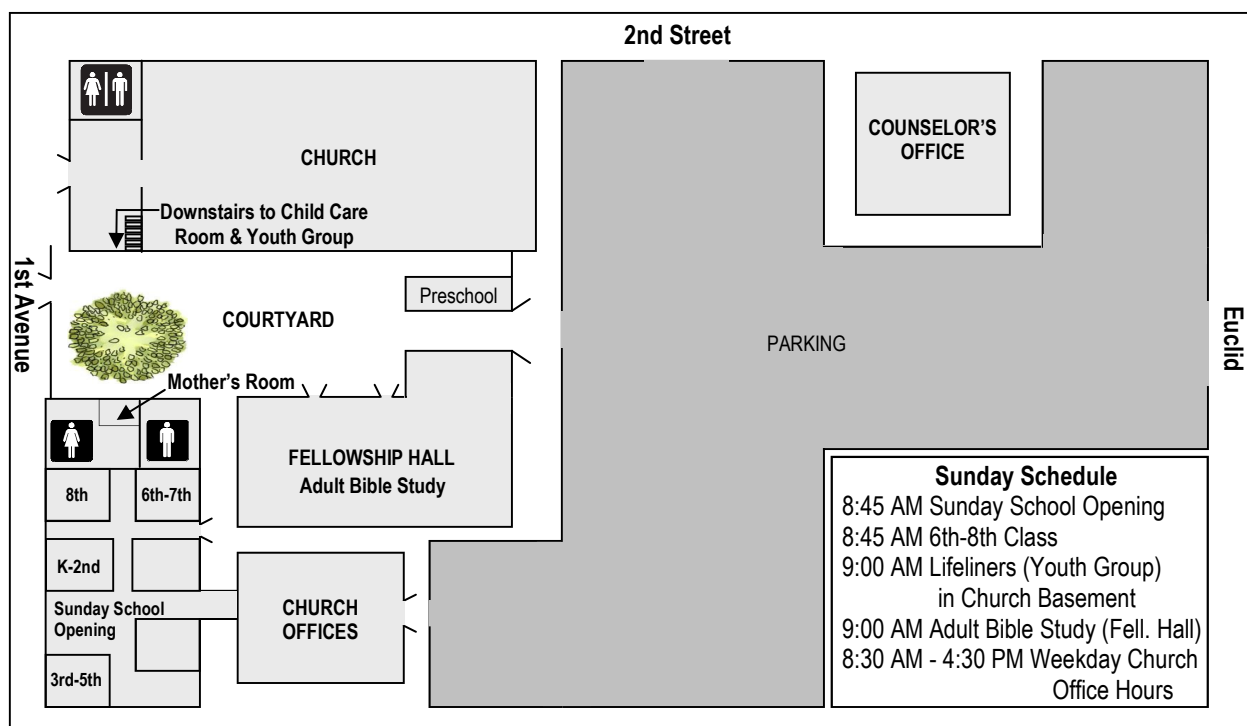 2nd Street
CHURCH
COUNSELOR'S
OFFICE
Downstairs to Child Care
Room & Youth Group
1st Avenue
COURTYARD
Preschool
PARKING
Euclid
Mother's Room
FELLOWSHIP HALL
Adult Bible Study
8th
6th-7th
K-2nd
Sunday School
Opening
3rd-5th
CHURCH
OFFICES
Sunday Schedule
8:45 AM Sunday School Opening
8:45 AM 6th-8th Class
9:00 AM Lifeliners (Youth Group)
in Church Basement
9:00 AM Adult Bible Study (Fell. Hall)
8:30 AM - 4:30 PM Weekday Church
Office Hours